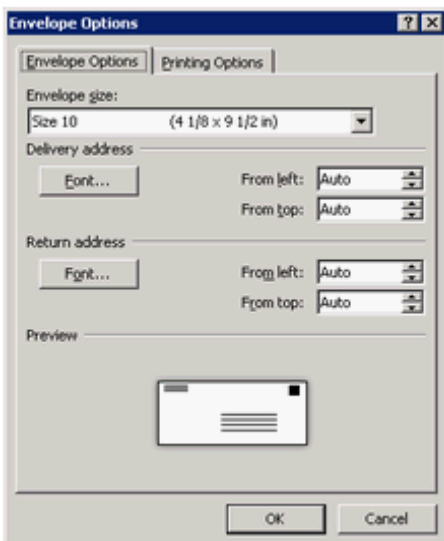 Envelope Options
Envelope Options Printing Options
Envelope size:
Size 10 (4 1/8 x 9 1/2 in)
Delivery address
Font... From left: Auto
From top: Auto
Return address
Font... From left: Auto
From top: Auto
Preview
OK Cancel